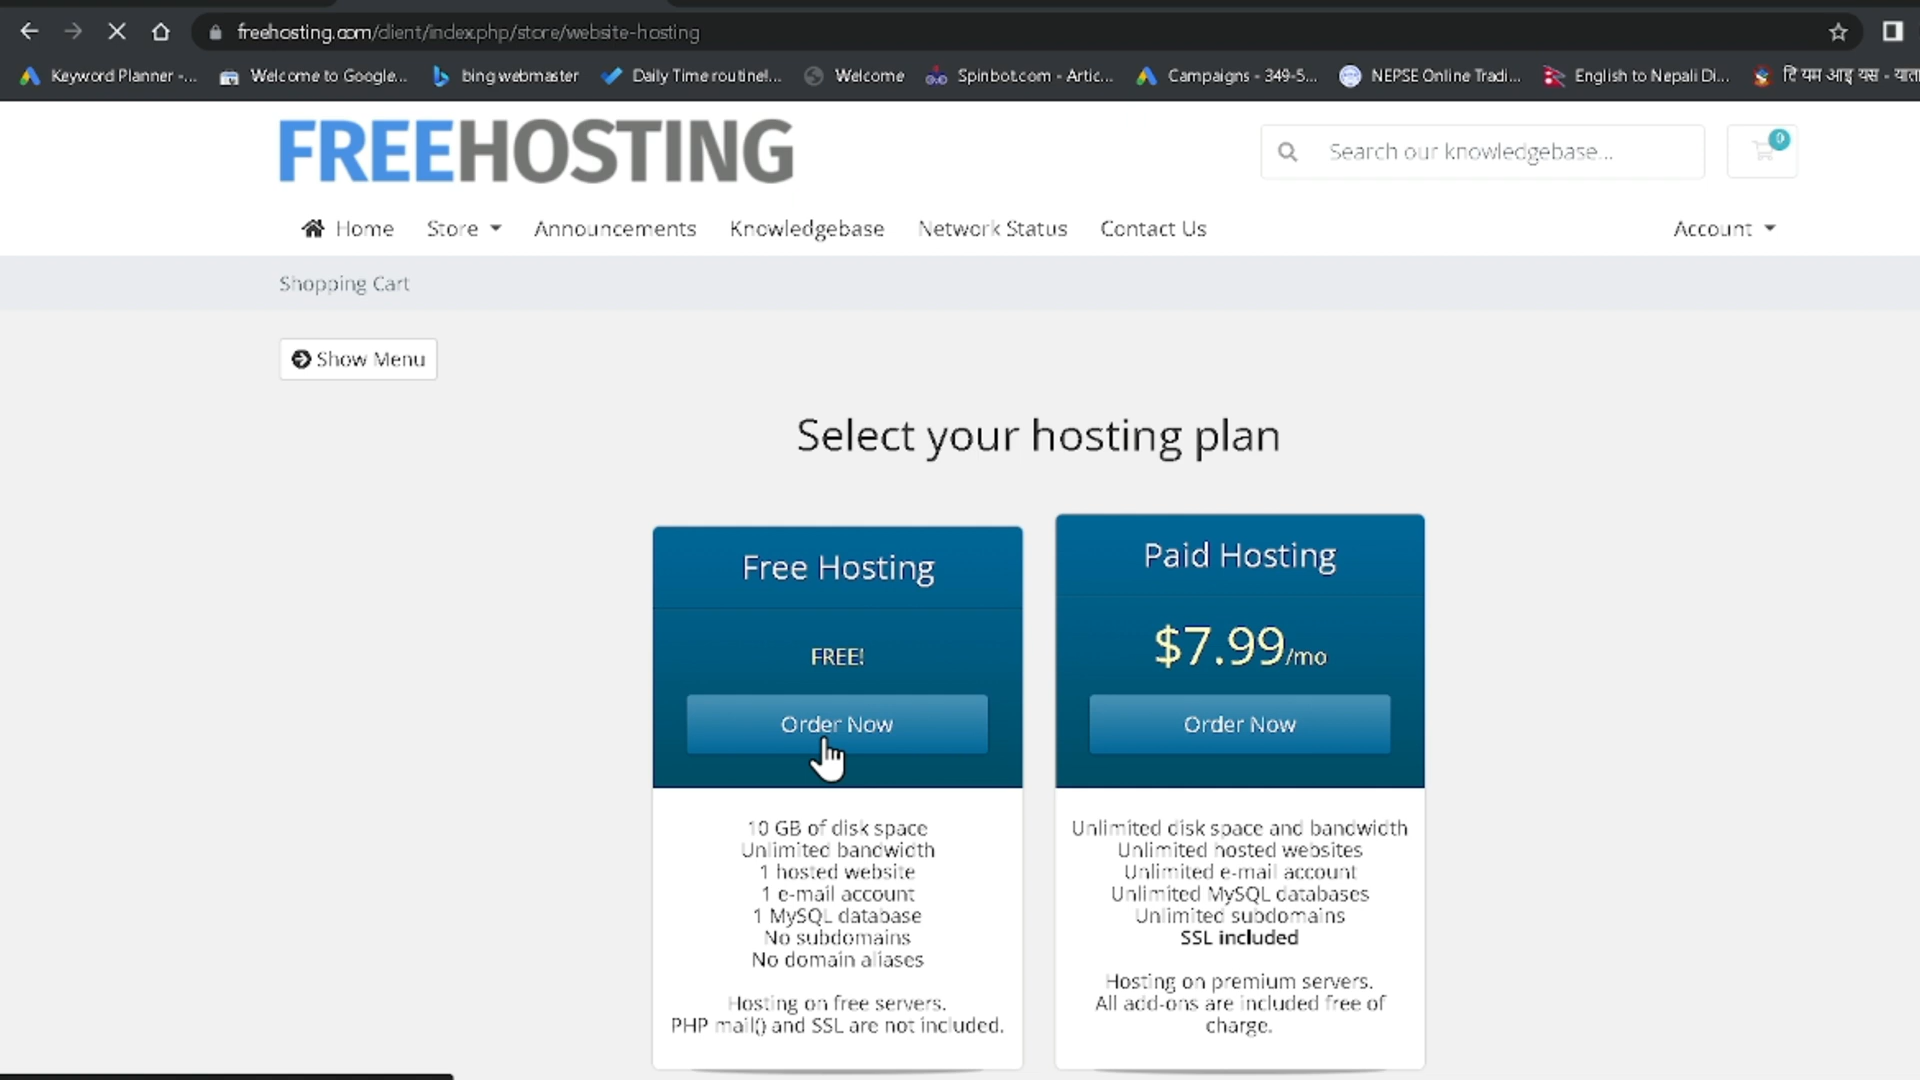 freehosting.com/client/index.php/store/website-hosting
Keyword Planner -...
Welcome to Google...
bing webmaster
Daily Time routine!...
Welcome
Spinbot.com - Artic...
Campaigns - 349-5...
NEPSE Online Tradi...
English to Nepali Di...
दि यम आइ यस - याता
FREEHOSTING
Search our knowledgebase...
0
Home
Store
Announcements
Knowledgebase
Network Status
Contact Us
Account
Shopping Cart
Show Menu
Select your hosting plan
Free Hosting
FREE!
Order Now
10 GB of disk space
Unlimited bandwidth
1 hosted website
1 e-mail account
1 MySQL database
No subdomains
No domain aliases
Hosting on free servers.
PHP mail() and SSL are not included.
Paid Hosting
$7.99/mo
Order Now
Unlimited disk space and bandwidth
Unlimited hosted websites
Unlimited e-mail account
Unlimited MySQL databases
Unlimited subdomains
SSL included
Hosting on premium servers.
All add-ons are included free of
charge.